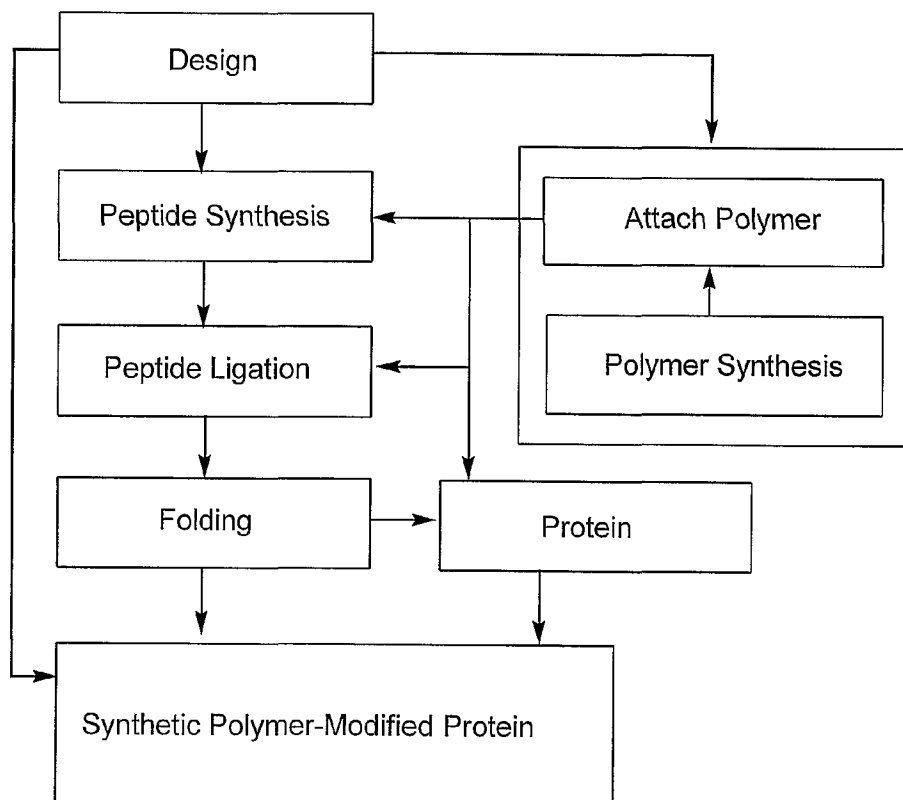 Design
Peptide Synthesis
Attach Polymer
Peptide Ligation
Polymer Synthesis
Folding
Protein
Synthetic Polymer-Modified Protein